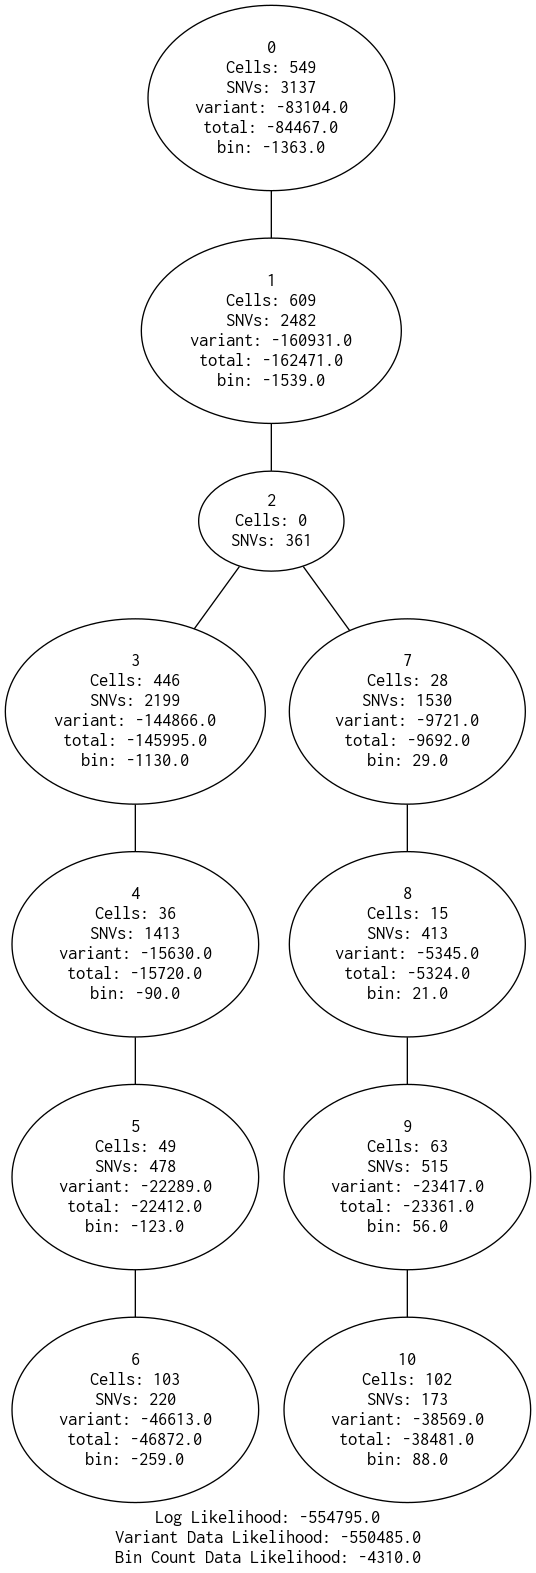 0
Cells: 549
SNVs: 3137
variant: -83104.0
total: -84467.0
bin: -1363.0
1
Cells: 609
SNVs: 2482
variant: -160931.0
total: -162471.0
bin: -1539.0
2
Cells: 0
SNVs: 361
3
Cells: 446
SNVs: 2199
variant: -144866.0
total: -145995.0
bin: -1130.0
7
Cells: 28
SNVs: 1530
variant: -9721.0
total: -9692.0
bin: 29.0
4
Cells: 36
SNVs: 1413
variant: -15630.0
total: -15720.0
bin: -90.0
8
Cells: 15
SNVs: 413
variant: -5345.0
total: -5324.0
bin: 21.0
5
Cells: 49
SNVs: 478
variant: -22289.0
total: -22412.0
bin: -123.0
9
Cells: 63
SNVs: 515
variant: -23417.0
total: -23361.0
bin: 56.0
6
Cells: 103
SNVs: 220
variant: -46613.0
total: -46872.0
bin: -259.0
10
Cells: 102
SNVs: 173
variant: -38569.0
total: -38481.0
bin: 88.0
Log Likelihood: -554795.0
Variant Data Likelihood: -550485.0
Bin Count Data Likelihood: -4310.0